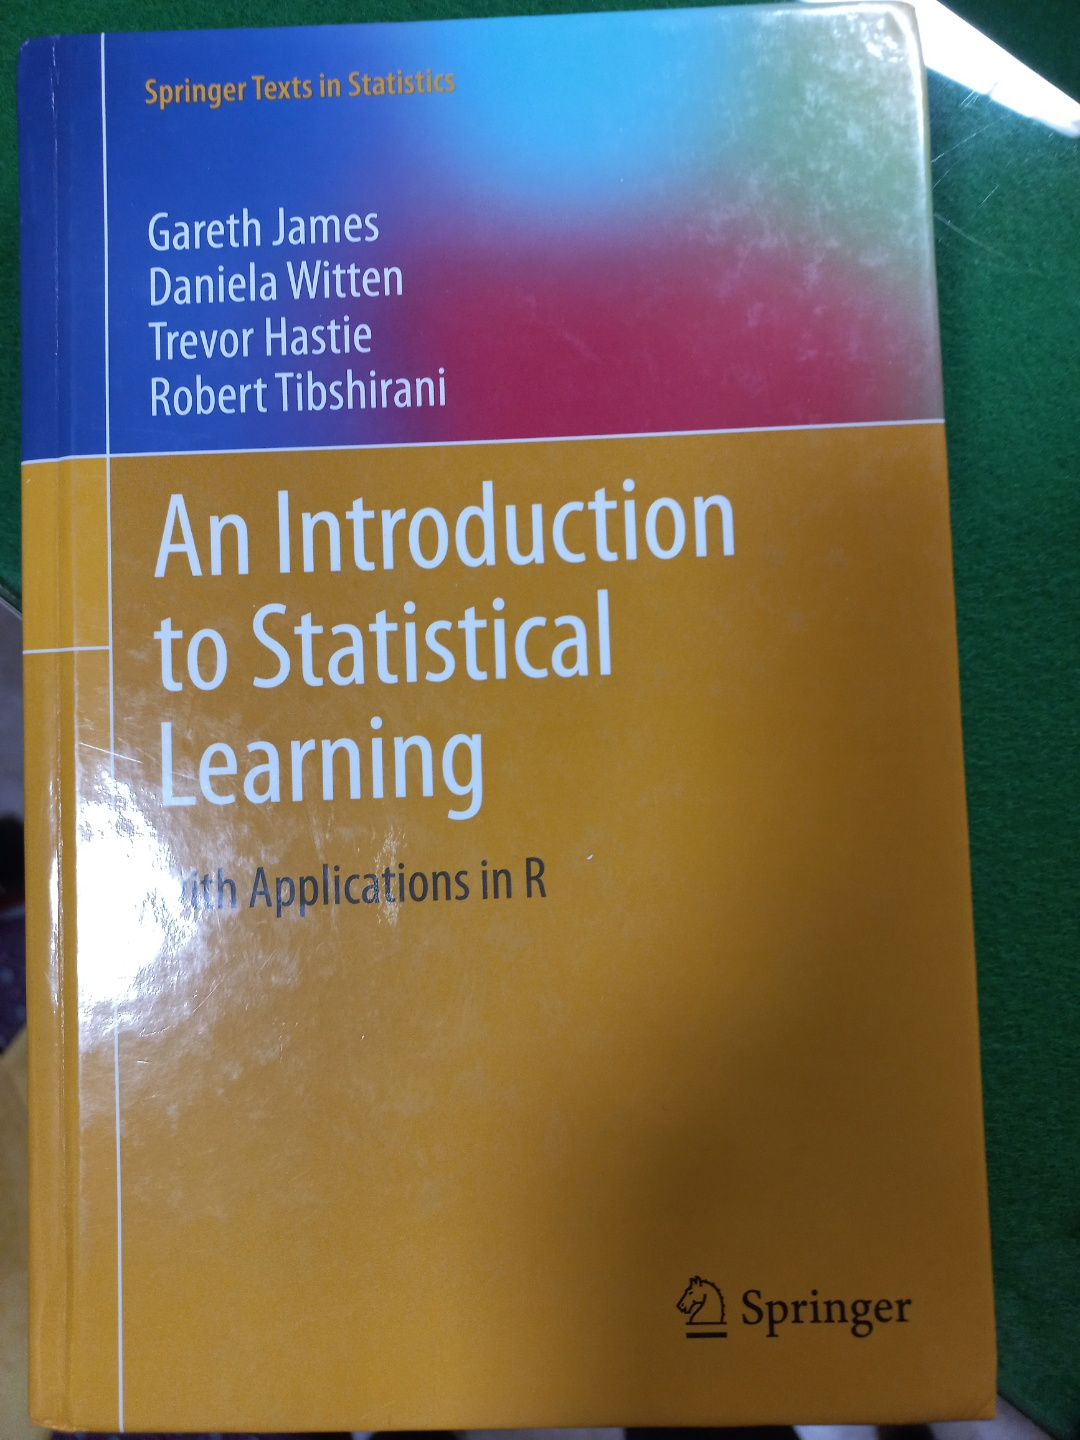 Springer Texts in Statistics
Gareth James
Daniela Witten
Trevor Hastie
Robert Tibshirani
An Introduction
to Statistical
Learning
with Applications in R
Springer